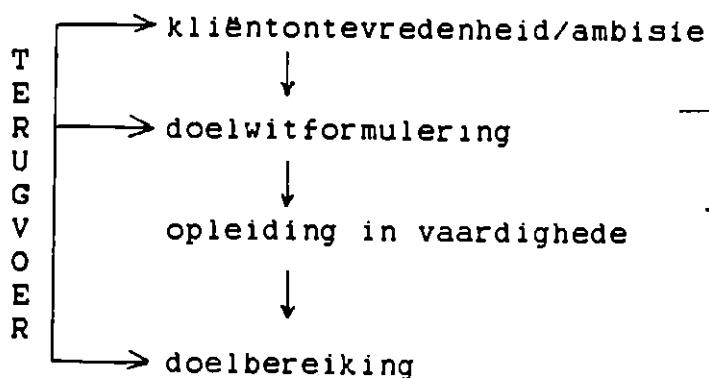 kliëntontevredenheid/ambisie
doelwitformulering
opleiding in vaardighede
doelbereiking
TERUGVOER